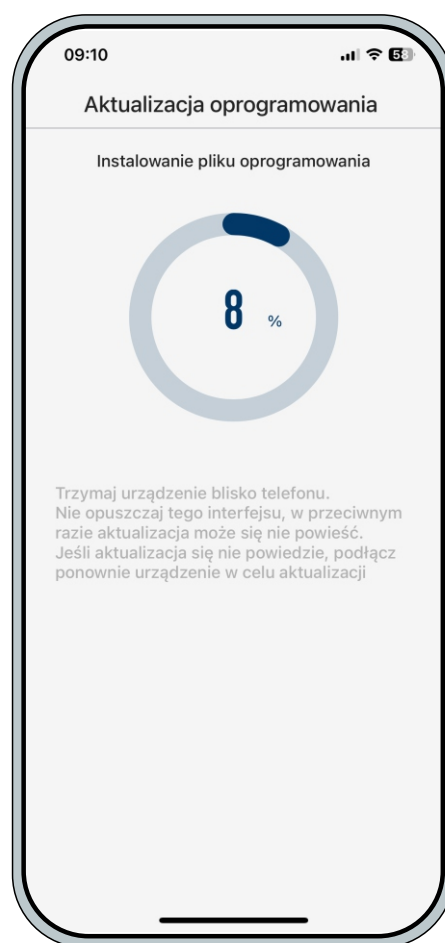 09:10
58
Aktualizacja oprogramowania
Instalowanie pliku oprogramowania
8 %
Trzymaj urządzenie blisko telefonu.
Nie opuszczaj tego interfejsu, w przeciwnym
razie aktualizacja może się nie powieść.
Jeśli aktualizacja się nie powiedzie, podłącz
ponownie urządzenie w celu aktualizacji